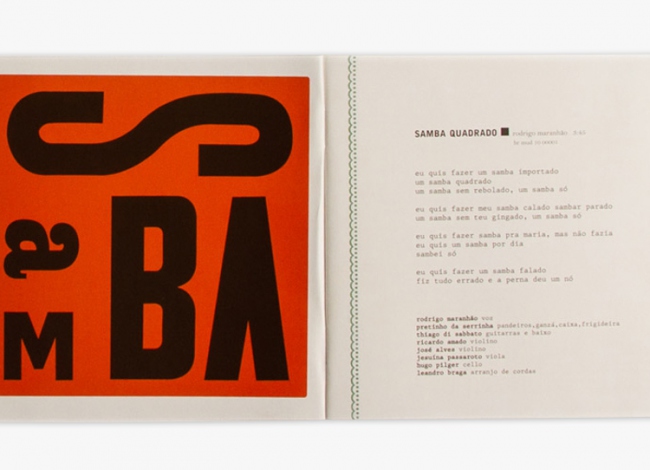 S
a
M
BA
SAMBA QUADRADO ■ rodrigo maranhão
eu quis fazer um samba importado
um samba quadrado
um samba sem rebolado, um samba só
eu quis fazer meu samba calado sambar parado
um samba sem teu gingado, um samba só
eu quis fazer samba pra maria, mas não fazia
eu quis um samba por dia
sambei só
eu quis fazer um samba falado
fiz tudo errado e a perna deu um nó
rodrigo maranhão voz
pretinho da serrinha pandeiros,ganzá,caixa,frigideira
thiago di sabbato guitarras e baixo
ricardo amado violino
josé alves violino
jesuína passaroto viola
hugo pilger cello
leandro braga arranjo de cordas